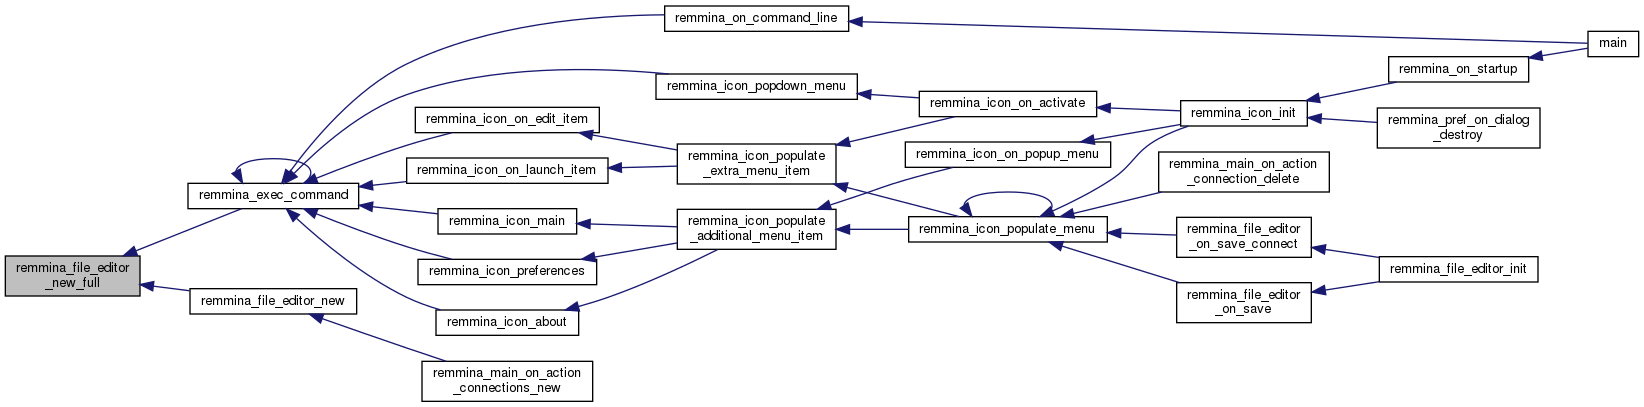 remmina_on_command_line
main
remmina_on_startup
remmina_icon_popdown_menu
remmina_icon_on_activate
remmina_icon_init
remmina_pref_on_dialog
_destroy
remmina_icon_on_edit_item
remmina_icon_populate
_extra_menu_item
remmina_icon_on_popup_menu
remmina_main_on_action
_connection_delete
remmina_icon_on_launch_item
remmina_exec_command
remmina_icon_main
remmina_icon_populate
_additional_menu_item
remmina_icon_populate_menu
remmina_file_editor
_on_save_connect
remmina_file_editor
_new_full
remmina_icon_preferences
remmina_file_editor_init
remmina_file_editor_new
remmina_file_editor
_on_save
remmina_icon_about
remmina_main_on_action
_connections_new